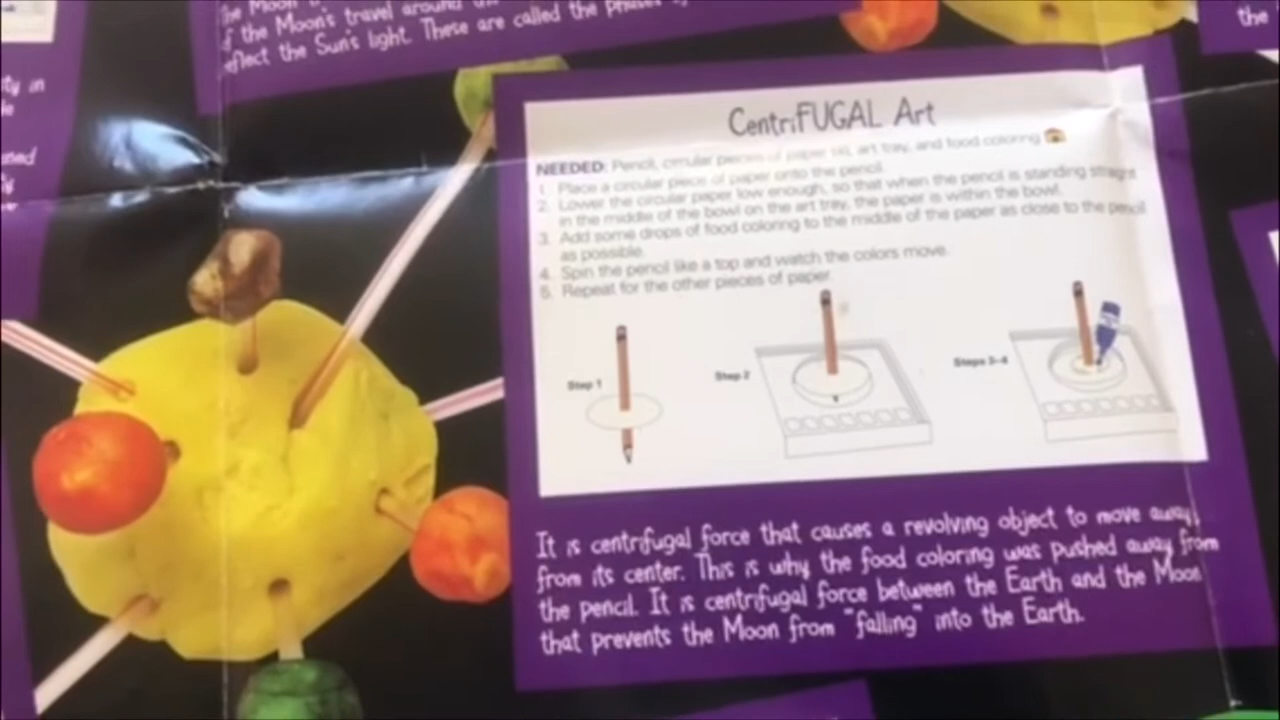 the Moon
of the Moon's travel around
reflect the Sun's light. These are called the phases
the
ty in
CentriFUGAL Art
NEEDED: Pencil, circular pieces of paper, art tray, and food coloring
1. Place a circular piece of paper onto the pencil.
2. Lower the circular paper low enough, so that when the pencil is standing straight
in the middle of the bowl on the art tray, the paper is within the bowl.
3. Add some drops of food coloring to the middle of the paper as close to the pencil
as possible.
4. Spin the pencil like a top and watch the colors move.
5. Repeat for the other pieces of paper.
Step 1
Step 2
Steps 3-4
It is centrifugal force that causes a revolving object to move away
from its center. This is why the food coloring was pushed away from
the pencil. It is centrifugal force between the Earth and the Moon
that prevents the Moon from "falling" into the Earth.